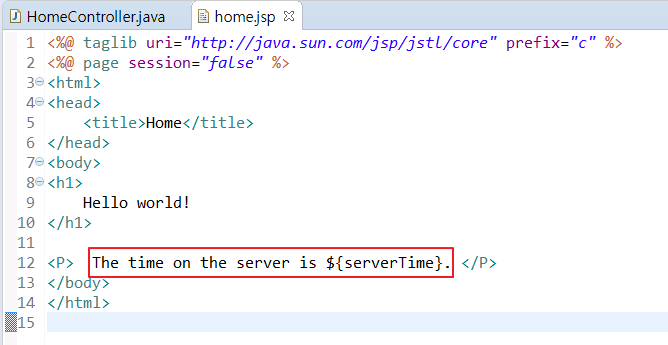 HomeController.java home.jsp
1 <%@ taglib uri="http://java.sun.com/jsp/jstl/core" prefix="c" %>
2 <%@ page session="false" %>
3 <html>
4 <head>
5     <title>Home</title>
6 </head>
7 <body>
8 <h1>
9     Hello world!
10 </h1>
11
12 <P>  The time on the server is ${serverTime}. </P>
13 </body>
14 </html>
15